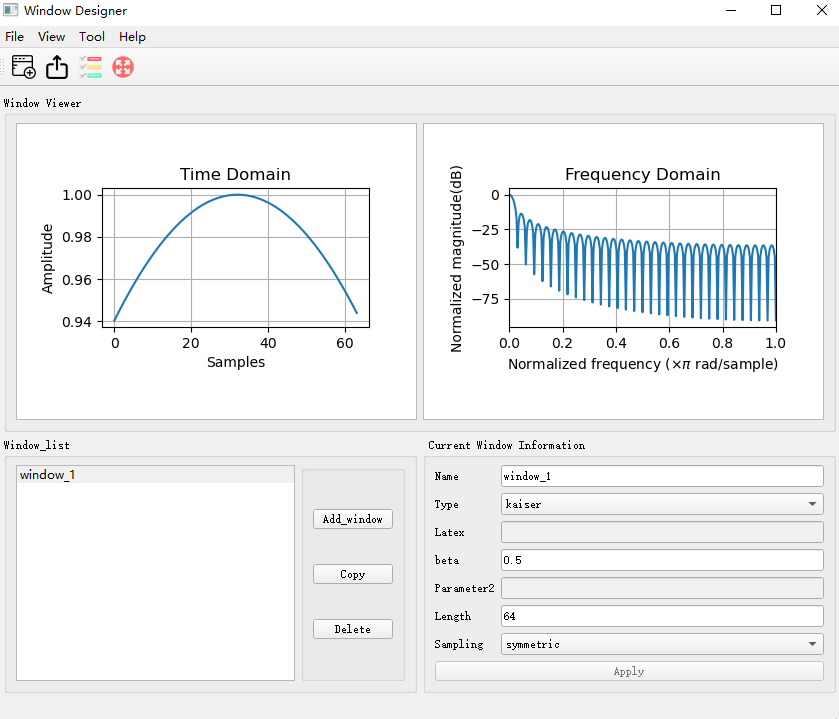 Window Designer
File View Tool Help
Window Viewer
Time Domain
1.00
0.98
0.96
0.94
Amplitude
0 20 40 60
Samples
Frequency Domain
0
−25
−50
−75
Normalized magnitude(dB)
0.0 0.2 0.4 0.6 0.8 1.0
Normalized frequency (×π rad/sample)
Window_list
window_1
Add_window
Copy
Delete
Current Window Information
Name window_1
Type kaiser
Latex
beta 0.5
Parameter2
Length 64
Sampling symmetric
Apply